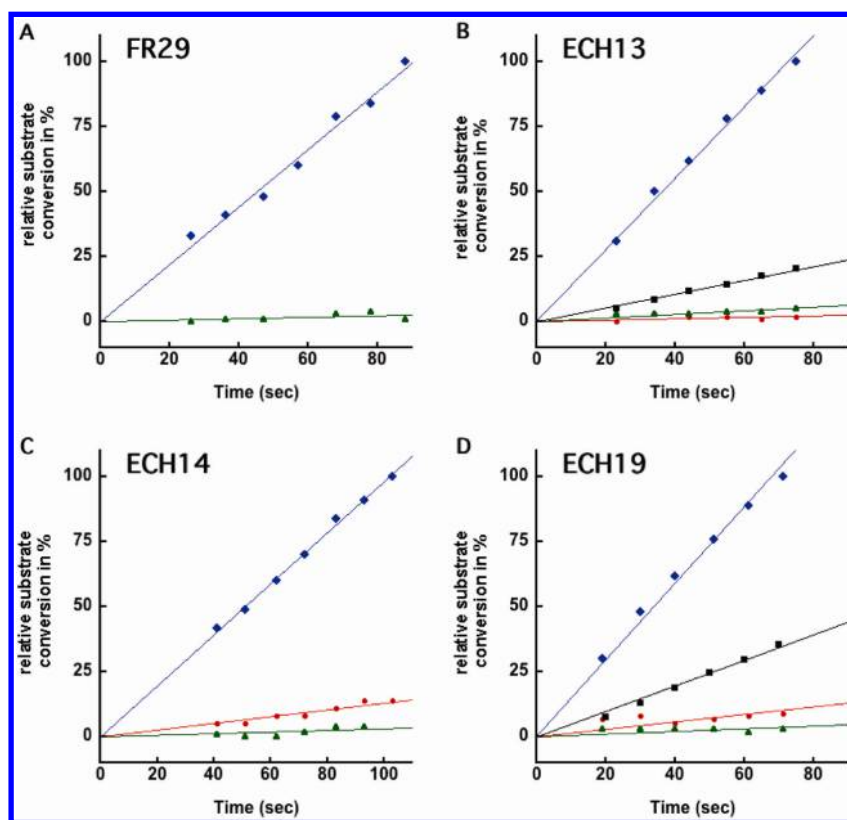 A
FR29
100
75
50
25
0
relative substrate
conversion in %
0
20
40
60
80
Time (sec)
B
ECH13
100
75
50
25
0
relative substrate
conversion in %
0
20
40
60
80
Time (sec)
C
ECH14
100
75
50
25
0
relative substrate
conversion in %
0
20
40
60
80
100
Time (sec)
D
ECH19
100
75
50
25
0
relative substrate
conversion in %
0
20
40
60
80
Time (sec)